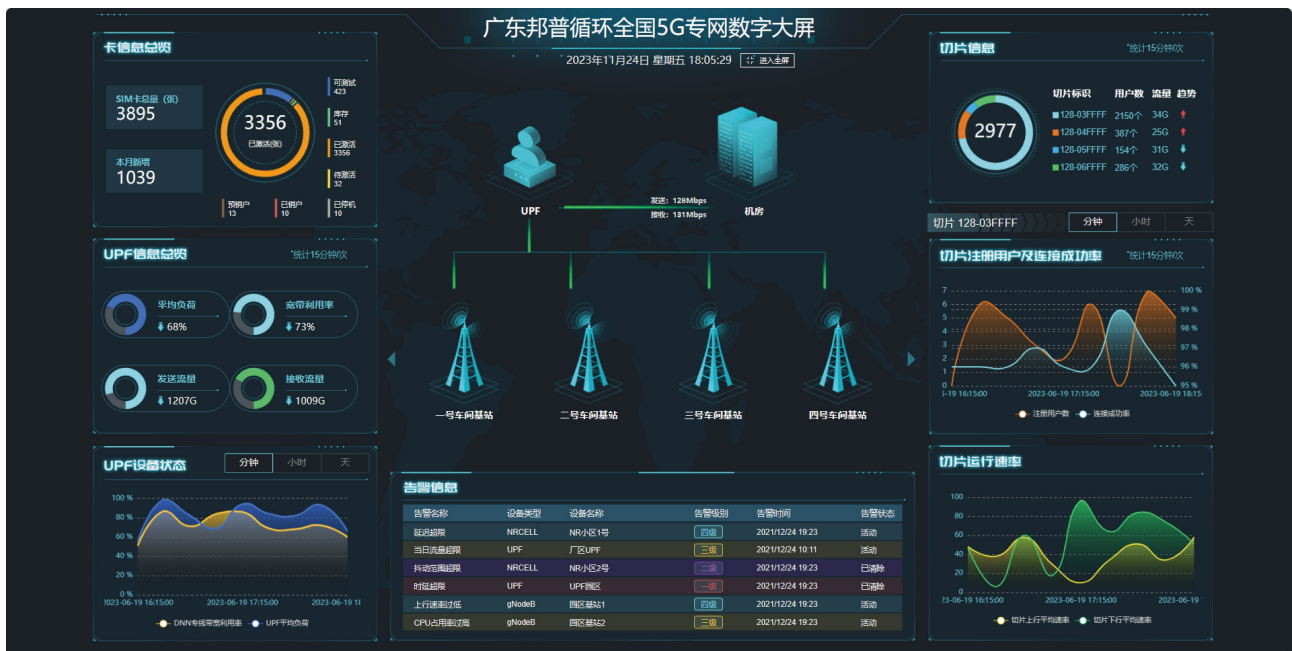 广东邦普循环全国5G专网数字大屏
2023年11月24日 星期五 18:05:29 进入全屏
卡信息总览
SIM卡总量 (张)
3895
本月新增
1039
3356
已激活(张)
可测试
423
库存
51
已激活
3356
待激活
32
预销户
13
已销户
10
已停机
10
UPF信息总览
*统计15分钟/次
平均负荷
68%
宽带利用率
73%
发送流量
1207G
接收流量
1009G
UPF设备状态
分钟 小时 天
100 %
80 %
60 %
40 %
20 %
0 %
2023-06-19 16:15:00 2023-06-19 17:15:00 2023-06-19 18
DNN专线带宽利用率 UPF平均负荷
UPF
发送: 128Mbps
接收: 181Mbps
机房
一号车间基站 二号车间基站 三号车间基站 四号车间基站
告警信息
告警名称 设备类型 设备名称 告警级别 告警时间 告警状态
延迟超限 NRCELL NR小区1号 四级 2021/12/24 19:23 活动
当日流量超限 UPF 厂区UPF 三级 2021/12/24 10:11 活动
抖动范围超限 NRCELL NR小区2号 二级 2021/12/24 19:23 已清除
时延超限 UPF UPF园区 一级 2021/12/24 19:23 已清除
上行速率过低 gNodeB 园区基站1 四级 2021/12/24 19:23 活动
CPU占用率过高 gNodeB 园区基站2 三级 2021/12/24 19:23 活动
切片信息
*统计15分钟/次
2977
切片标识 用户数 流量 趋势
128-03FFFF 2150个 34G
128-04FFFF 387个 25G
128-05FFFF 154个 31G
128-06FFFF 286个 32G
切片 128-03FFFF
分钟 小时 天
切片注册用户及连接成功率
*统计15分钟/次
7
6
5
4
3
2
1
0
100 %
99 %
98 %
97 %
96 %
95 %
3-19 16:15:00 2023-06-19 17:15:00 2023-06-19 18:15
注册用户数 连接成功率
切片运行速率
100
80
60
40
20
0
23-06-19 16:15:00 2023-06-19 17:15:00 2023-06-19
切片上行平均速率 切片下行平均速率